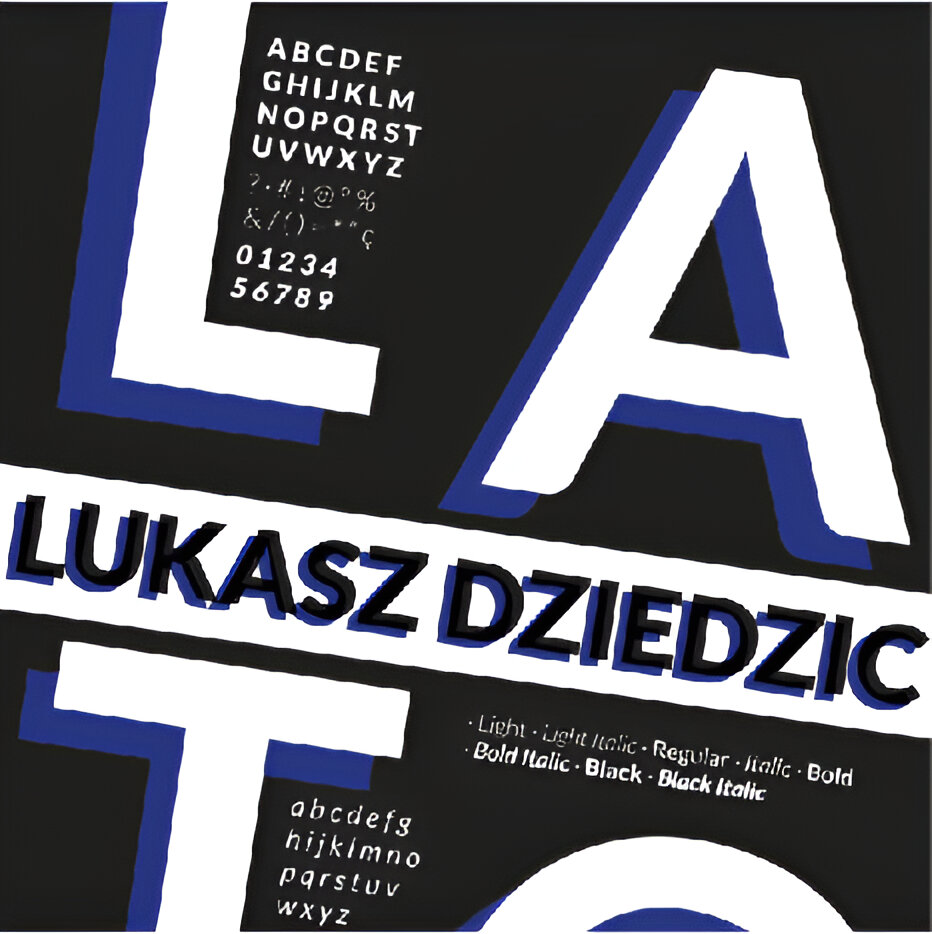 L
ABCDEF
GHIJKLM
NOPQRST
UVWXYZ
?·#!@°%
01234
56789
A
LUKASZ DZIEDZIC
T
· Light · Light Italic · Regular · Italic · Bold
· Bold Italic · Black · Black Italic
abcdefg
hijklmno
pqrstuv
wxyz
O